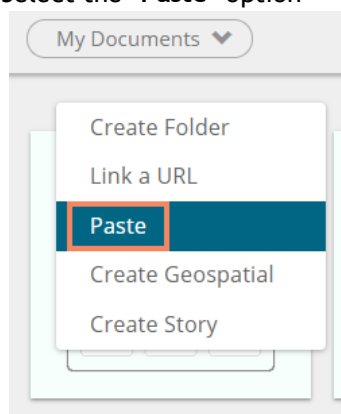 select the "Paste" option
My Documents
Create Folder
Link a URL
Paste
Create Geospatial
Create Story